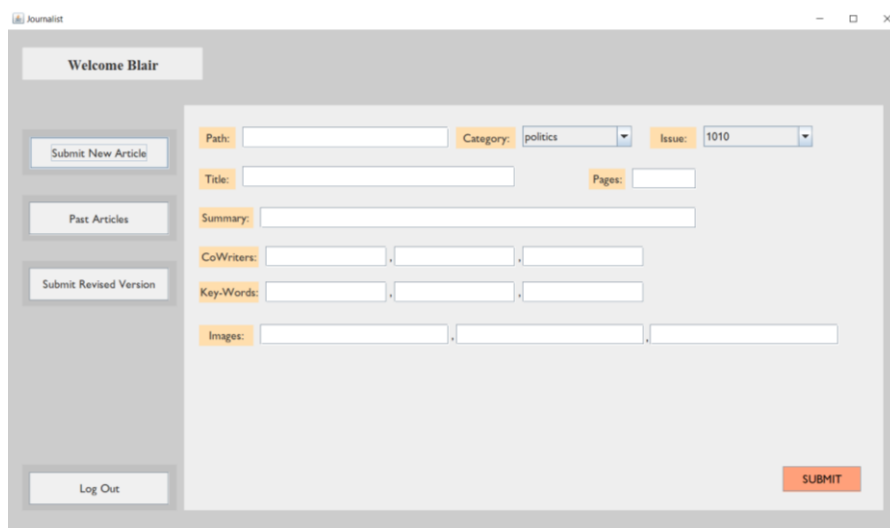 Journalist
Welcome Blair
Submit New Article
Past Articles
Submit Revised Version
Log Out
Path: Category: politics Issue: 1010
Title: Pages:
Summary:
CoWriters: , ,
Key-Words: , ,
Images: , ,
SUBMIT